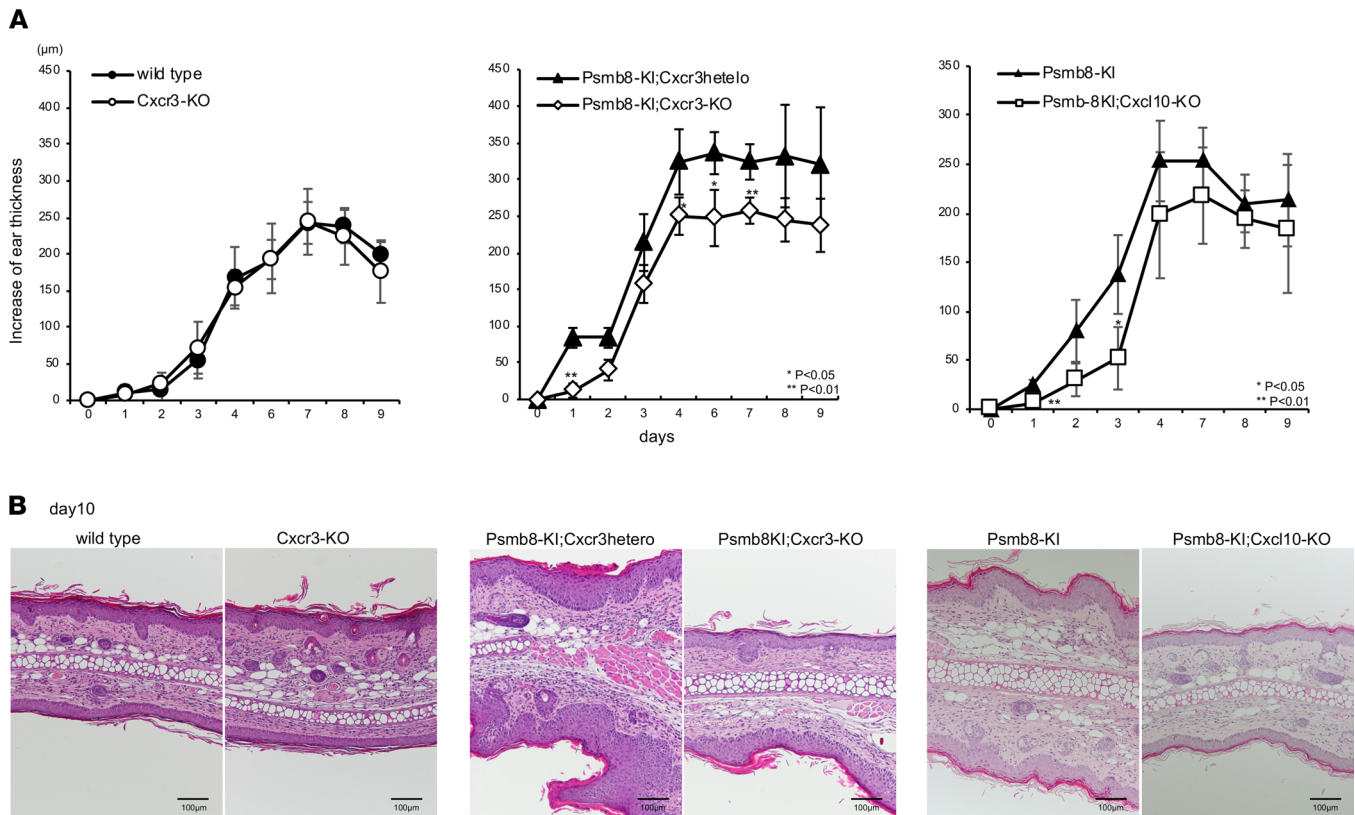 A
(μm)
wild type
Cxcr3-KO
Increase of ear thickness
450
400
350
300
250
200
150
100
50
0
0 1 2 3 4 6 7 8 9
Psmb8-KI;Cxcr3hetelo
Psmb8-KI;Cxcr3-KO
450
400
350
300
250
200
150
100
50
0
*
*
**
**
* P<0.05
** P<0.01
0 1 2 3 4 6 7 8 9
days
Psmb8-KI
Psmb-8KI;Cxcl10-KO
350
300
250
200
150
100
50
0
*
**
* P<0.05
** P<0.01
0 1 2 3 4 7 8 9
B day10
wild type
Cxcr3-KO
Psmb8-KI;Cxcr3hetero
Psmb8KI;Cxcr3-KO
Psmb8-KI
Psmb8-KI;Cxcl10-KO
100μm
100μm
100μm
100μm
100μm
100μm